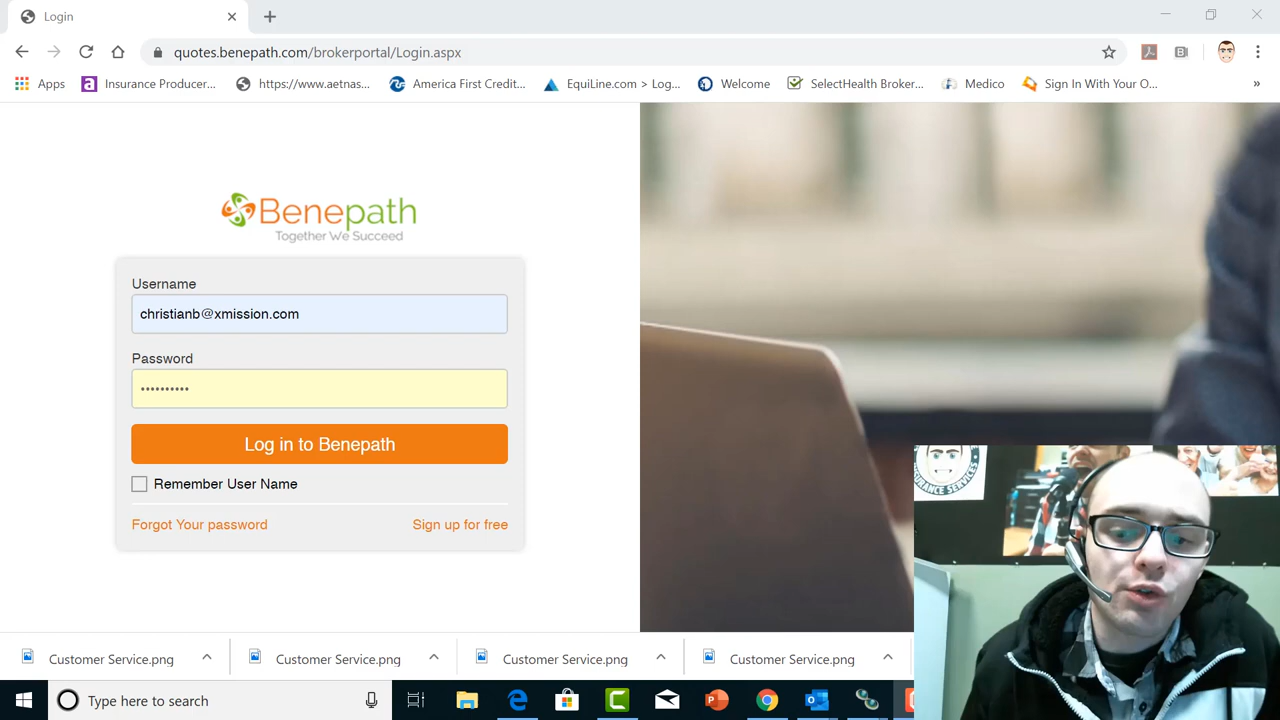 Login
quotes.benepath.com/brokerportal/Login.aspx
Apps
Insurance Producer...
https://www.aetnas...
America First Credit...
EquiLine.com > Log...
Welcome
SelectHealth Broker...
Medico
Sign In With Your O...
»
Benepath
Together We Succeed
Username
christianb@xmission.com
Password
••••••••••
Log in to Benepath
Remember User Name
Forgot Your password
Sign up for free
INSURANCE SERVICES
Customer Service.png
Customer Service.png
Customer Service.png
Customer Service.png
Type here to search